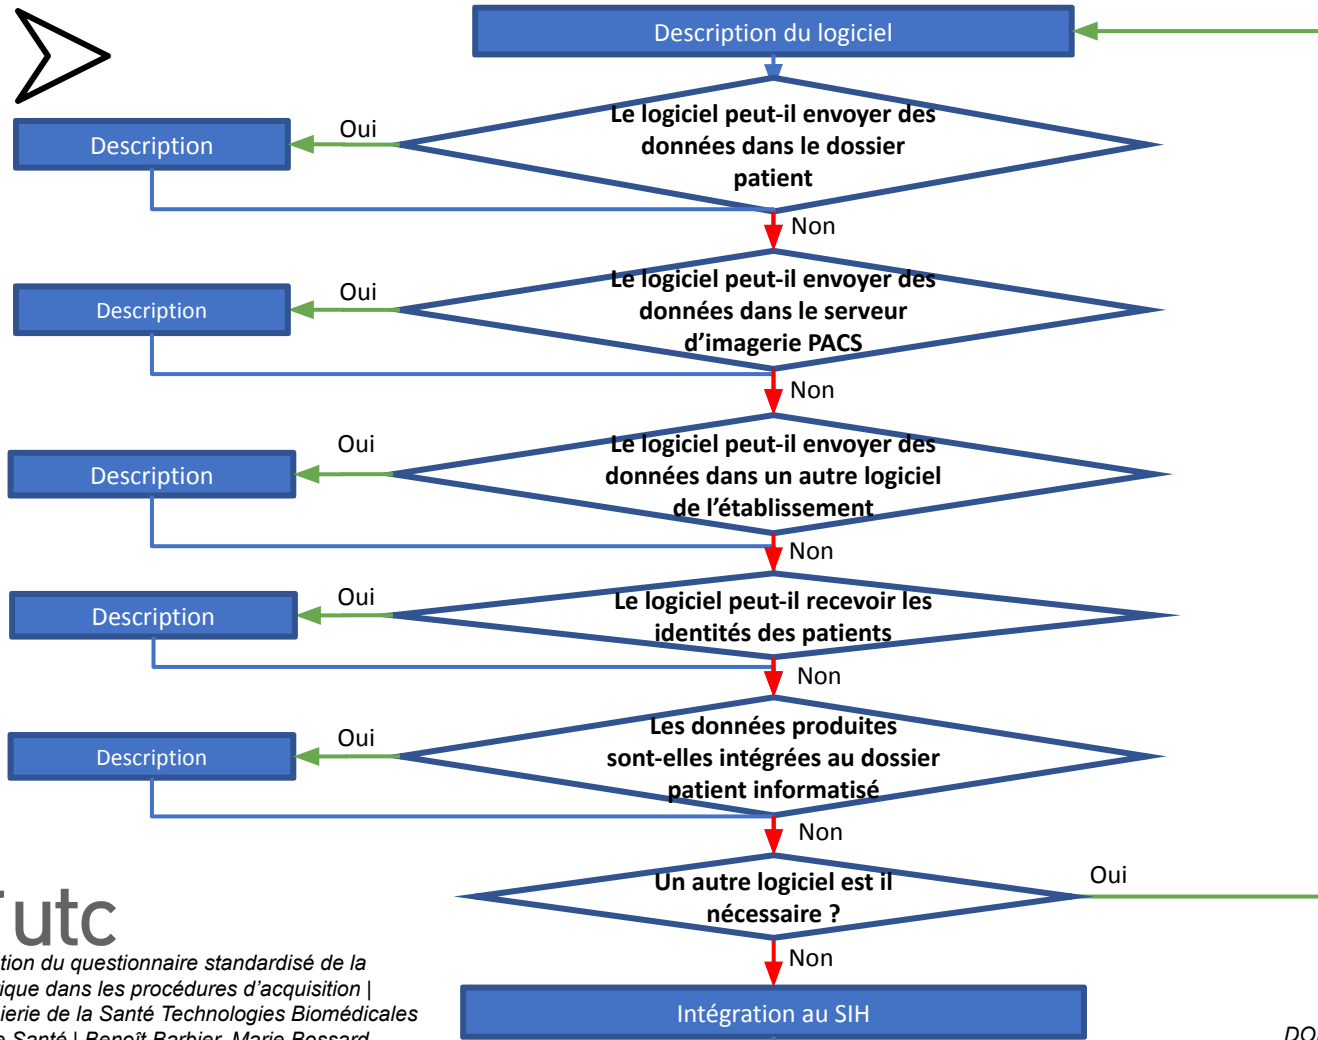 Description du logiciel
Le logiciel peut-il envoyer des
données dans le dossier
patient
Oui
Description
Non
Le logiciel peut-il envoyer des
données dans le serveur
d’imagerie PACS
Oui
Description
Non
Le logiciel peut-il envoyer des
données dans un autre logiciel
de l’établissement
Oui
Description
Non
Le logiciel peut-il recevoir les
identités des patients
Oui
Description
Non
Les données produites
sont-elles intégrées au dossier
patient informatisé
Oui
Description
Non
Un autre logiciel est il
nécessaire ?
Oui
Non
Intégration au SIH
utc
tion du questionnaire standardisé de la
ique dans les procédures d’acquisition |
ierie de la Santé Technologies Biomédicales
Santé | Benoît Barbier, Marie Bossard